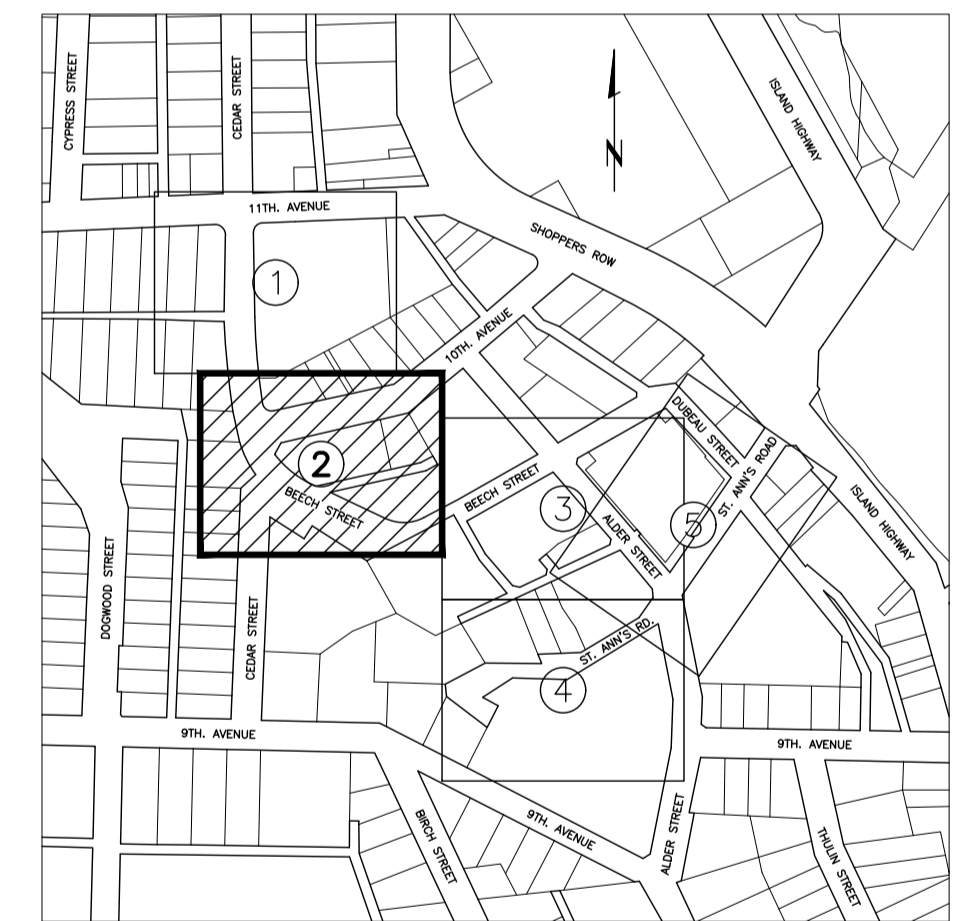 CYPRESS STREET
CEDAR STREET
ISLAND HIGHWAY
N
11TH. AVENUE
SHOPPERS ROW
1
10TH. AVENUE
DUBEAU STREET
ST. ANN'S ROAD
2
BEECH STREET
BEECH STREET
3
5
ALDER STREET
ISLAND HIGHWAY
DOGWOOD STREET
CEDAR STREET
ST. ANN'S RD.
4
9TH. AVENUE
9TH. AVENUE
BIRCH STREET
9TH. AVENUE
ALDER STREET
THULIN STREET